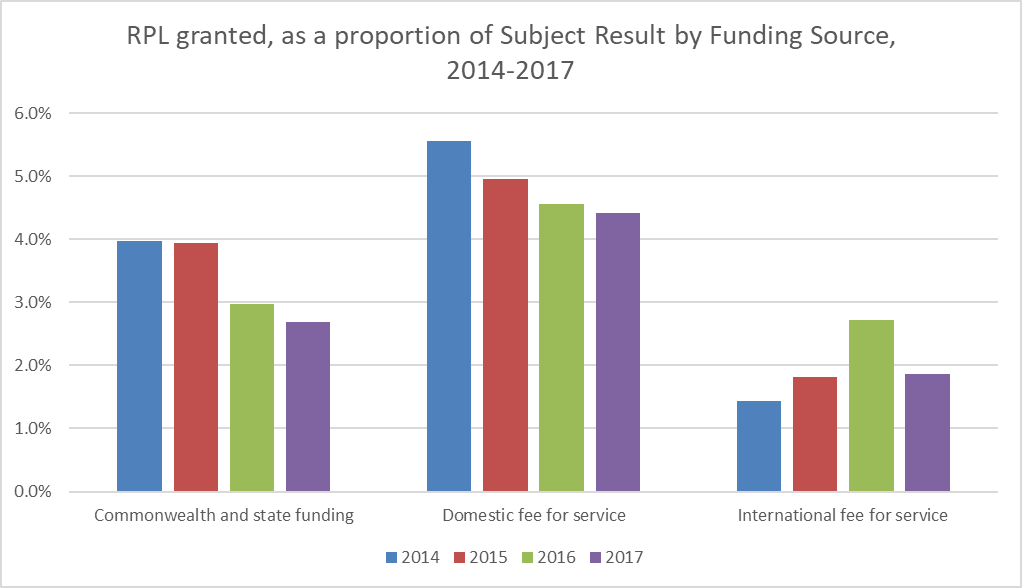 RPL granted, as a proportion of Subject Result by Funding Source,
2014-2017
6.0%
5.0%
4.0%
3.0%
2.0%
1.0%
0.0%
Commonwealth and state funding
Domestic fee for service
International fee for service
2014 2015 2016 2017